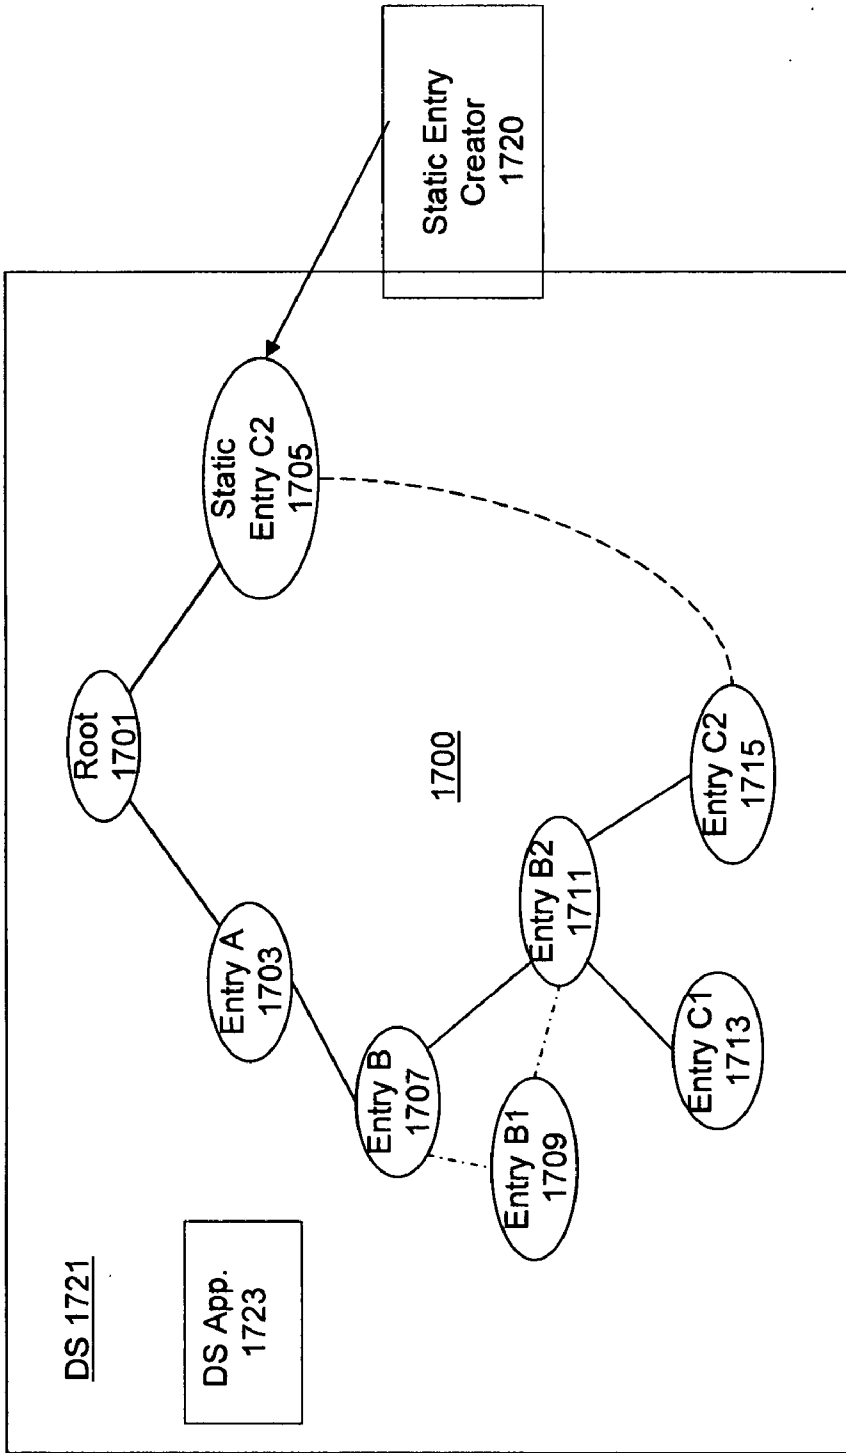 DS 1721
DS App.
1723
Root
1701
Entry A
1703
Static
Entry C2
1705
Static Entry
Creator
1720
Entry B
1707
1700
Entry B1
1709
Entry B2
1711
Entry C1
1713
Entry C2
1715